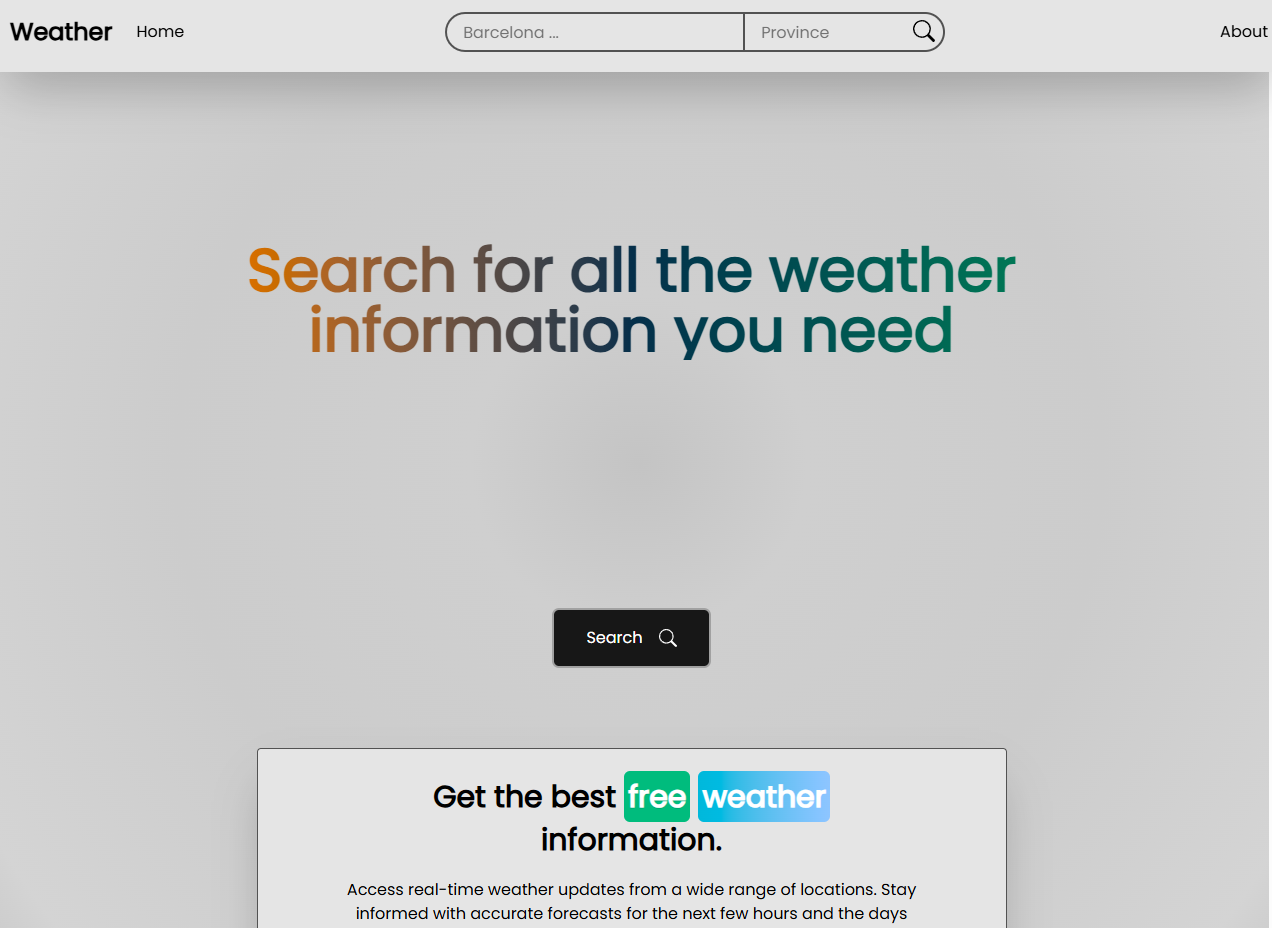 Weather Home Barcelona ... Province About
Search for all the weather
information you need
Search
Get the best free weather
information.
Access real-time weather updates from a wide range of locations. Stay
informed with accurate forecasts for the next few hours and the days